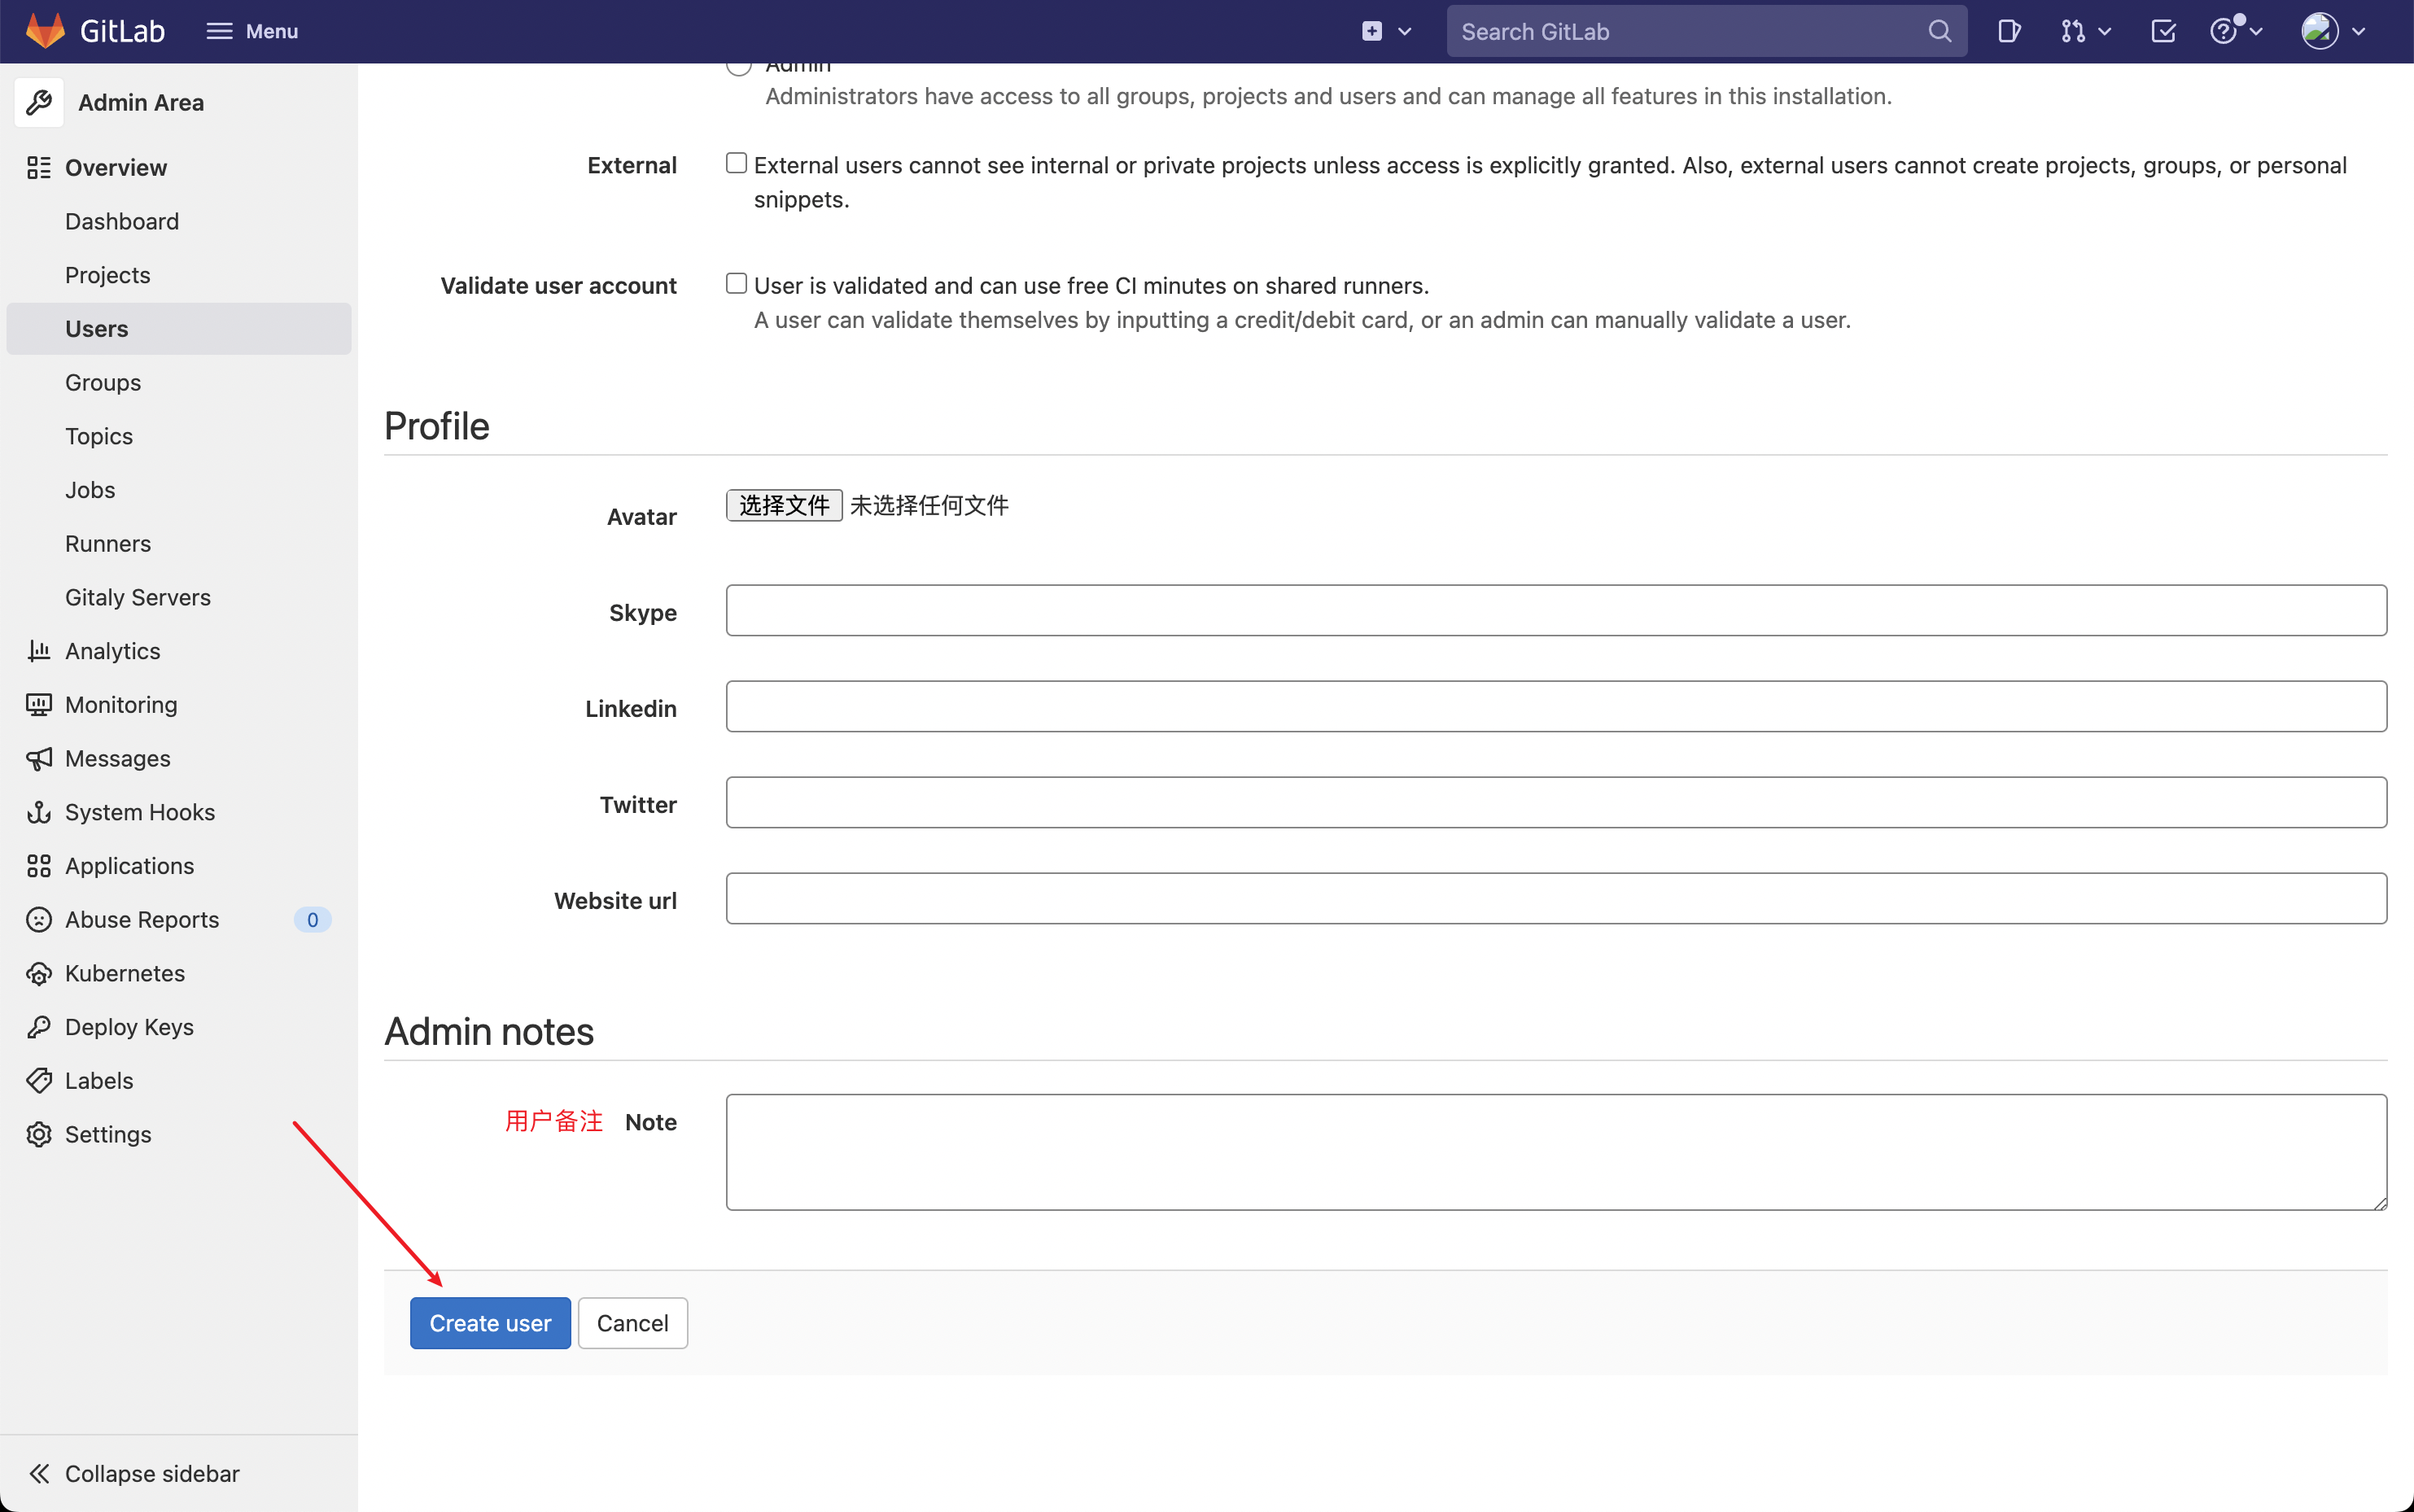 GitLab
Menu
Search GitLab
Admin Area
Overview
Dashboard
Projects
Users
Groups
Topics
Jobs
Runners
Gitaly Servers
Analytics
Monitoring
Messages
System Hooks
Applications
Abuse Reports 0
Kubernetes
Deploy Keys
Labels
Settings
Collapse sidebar
Admin
Administrators have access to all groups, projects and users and can manage all features in this installation.
External
External users cannot see internal or private projects unless access is explicitly granted. Also, external users cannot create projects, groups, or personal
snippets.
Validate user account
User is validated and can use free CI minutes on shared runners.
A user can validate themselves by inputting a credit/debit card, or an admin can manually validate a user.
Profile
Avatar
选择文件 未选择任何文件
Skype
Linkedin
Twitter
Website url
Admin notes
用户备注 Note
Create user
Cancel